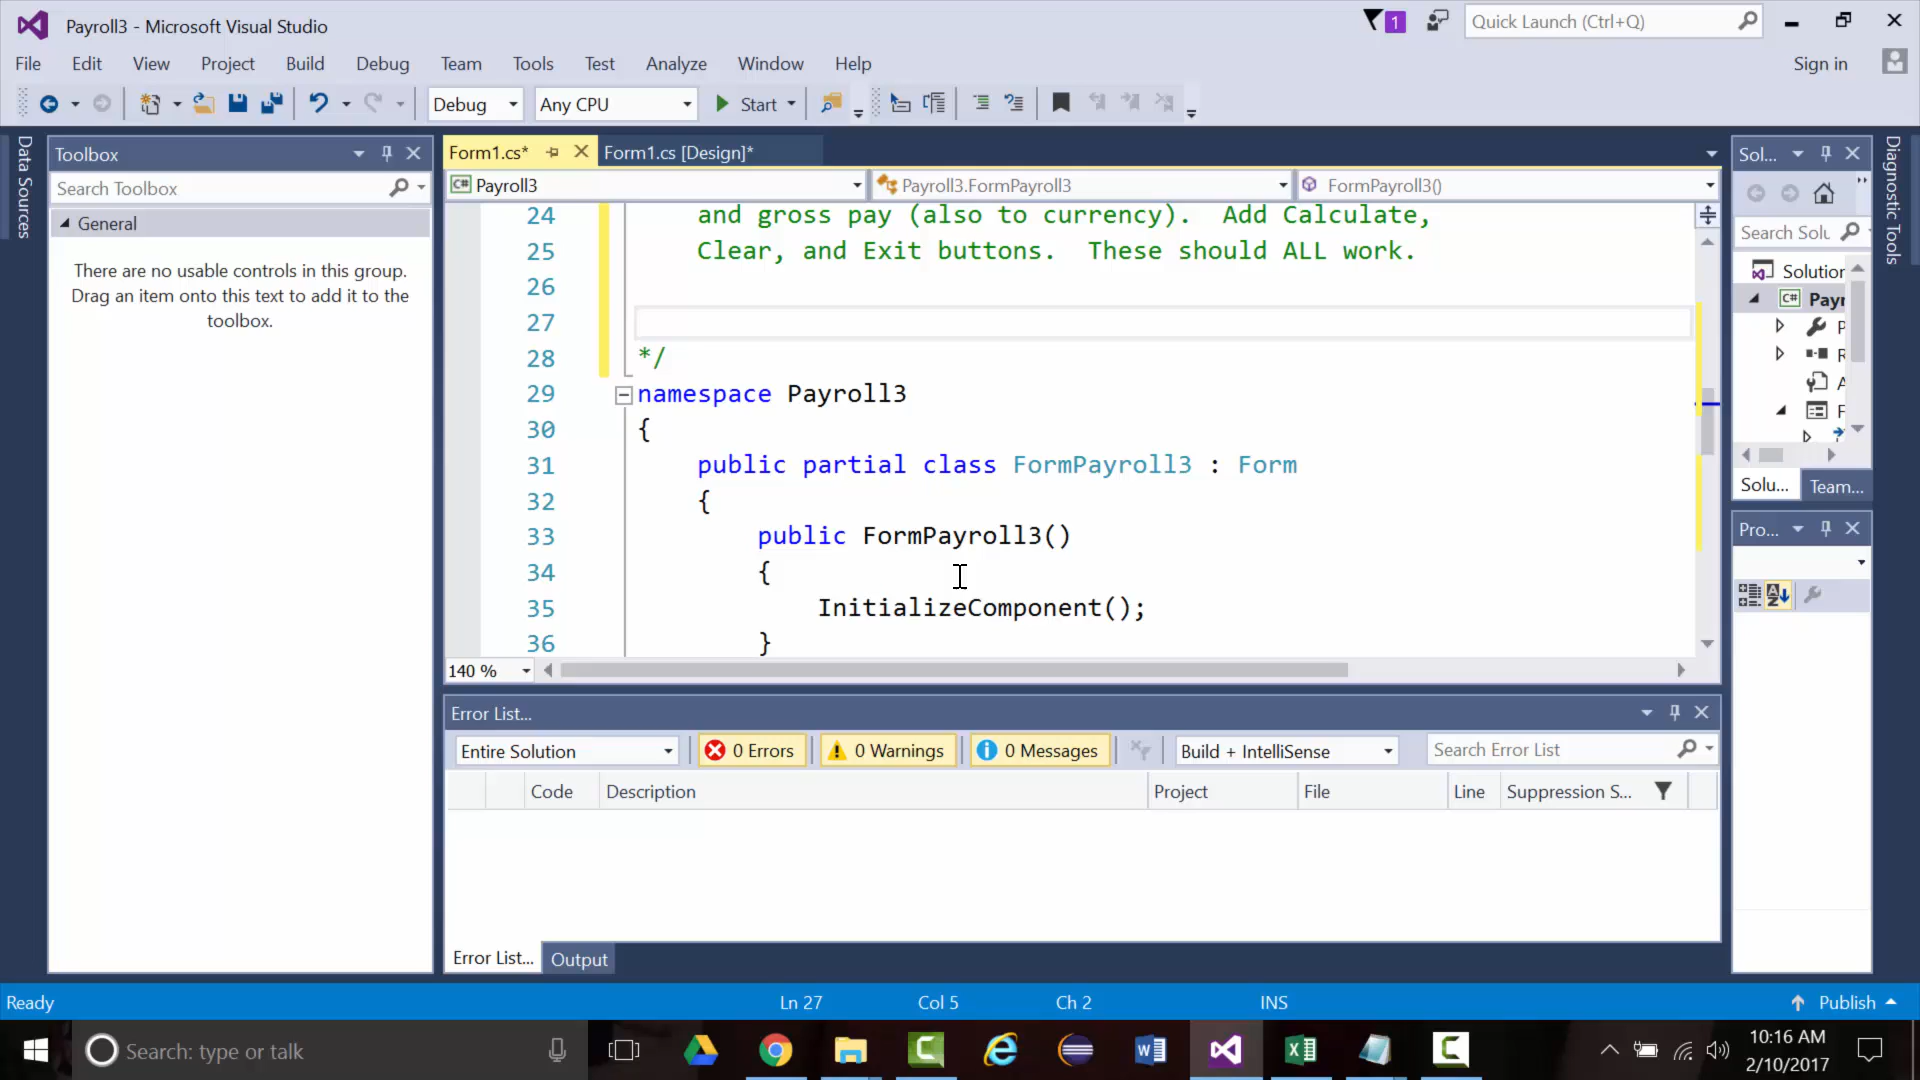 Payroll3 - Microsoft Visual Studio
1
Quick Launch (Ctrl+Q)
File Edit View Project Build Debug Team Tools Test Analyze Window Help
Sign in
Debug
Any CPU
Start
Data Sources
Toolbox
Search Toolbox
General
There are no usable controls in this group.
Drag an item onto this text to add it to the
toolbox.
Form1.cs*
Form1.cs [Design]*
Payroll3
Payroll3.FormPayroll3
FormPayroll3()
24 and gross pay (also to currency).  Add Calculate,
25 Clear, and Exit buttons.  These should ALL work.
26
27
28 */
29 namespace Payroll3
30 {
31 public partial class FormPayroll3 : Form
32 {
33 public FormPayroll3()
34 {
35 InitializeComponent();
36 }
140 %
Error List...
Entire Solution
0 Errors
0 Warnings
0 Messages
Build + IntelliSense
Search Error List
Code Description Project File Line Suppression S...
Error List... Output
Sol...
Search Solu
Solution
Payr
P
R
A
F
Solu... Team...
Pro...
Diagnostic Tools
Ready
Ln 27
Col 5
Ch 2
INS
Publish
Search: type or talk
10:16 AM
2/10/2017